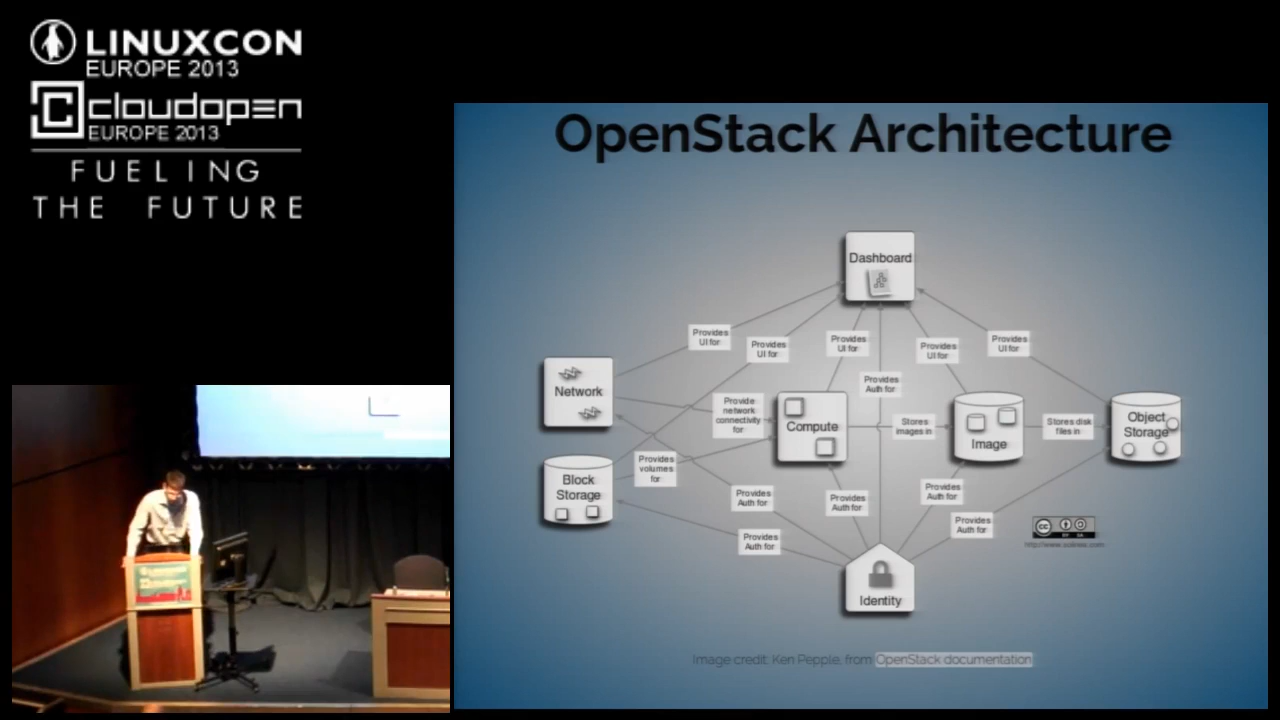 LINUXCON
EUROPE 2013
cloudopen
EUROPE 2013
FUELING
THE FUTURE
OpenStack Architecture
Dashboard
Provides
UI for
Provides
UI for
Provides
UI for
Provides
UI for
Provides
UI for
Provides
Auth for
Network
Provide
network
connectivity
for
Compute
Stores
images in
Image
Stores disk
files in
Object
Storage
Block
Storage
Provides
volumes
for
Provides
Auth for
Provides
Auth for
Provides
Auth for
Provides
Auth for
Provides
Auth for
Identity
Image credit: Ken Pepple, from OpenStack documentation